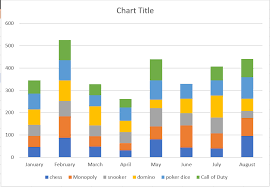 Chart Title
600
500
400
300
200
100
0
January February March April May June July August
chess Monopoly snooker domino poker dice Call of Duty